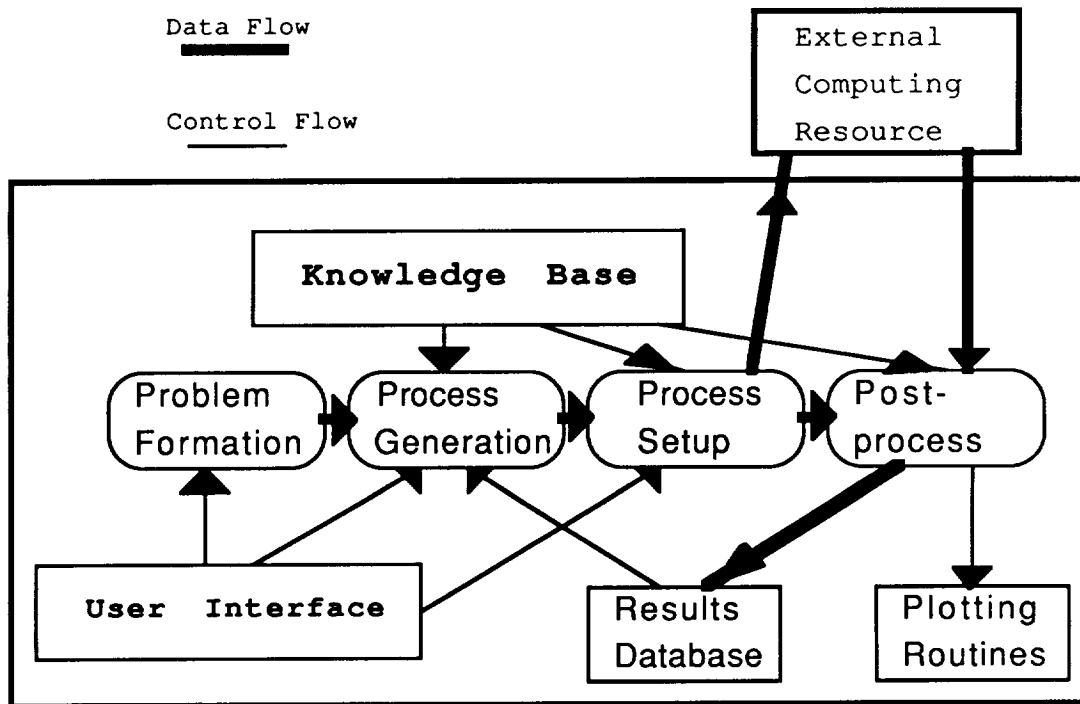 Data Flow
Control Flow
External
Computing
Resource
Knowledge Base
Problem
Formation
Process
Generation
Process
Setup
Post-
process
User Interface
Results
Database
Plotting
Routines